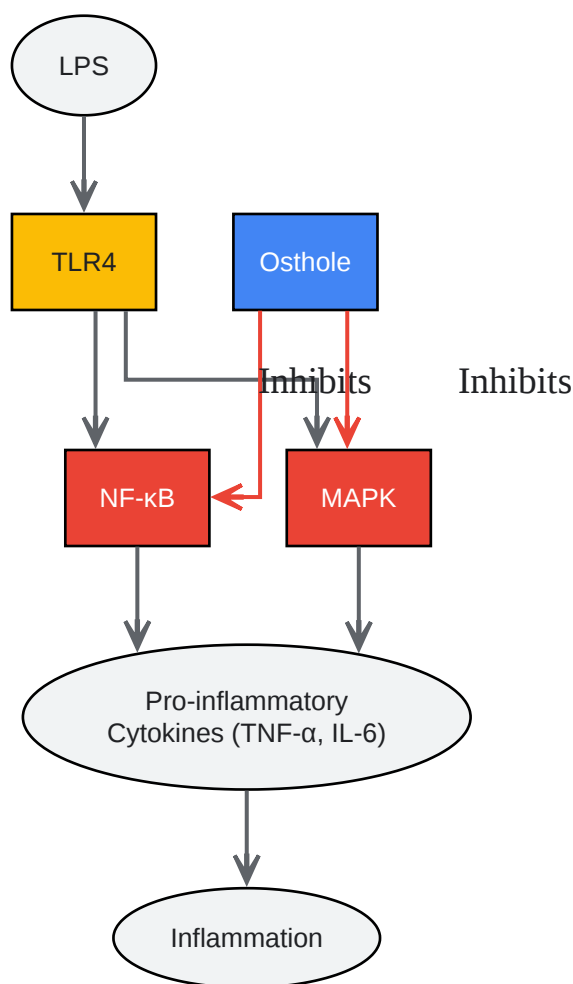 LPS
TLR4
Osthole
Inhibits
Inhibits
NF-κB
MAPK
Pro-inflammatory
Cytokines (TNF-α, IL-6)
Inflammation